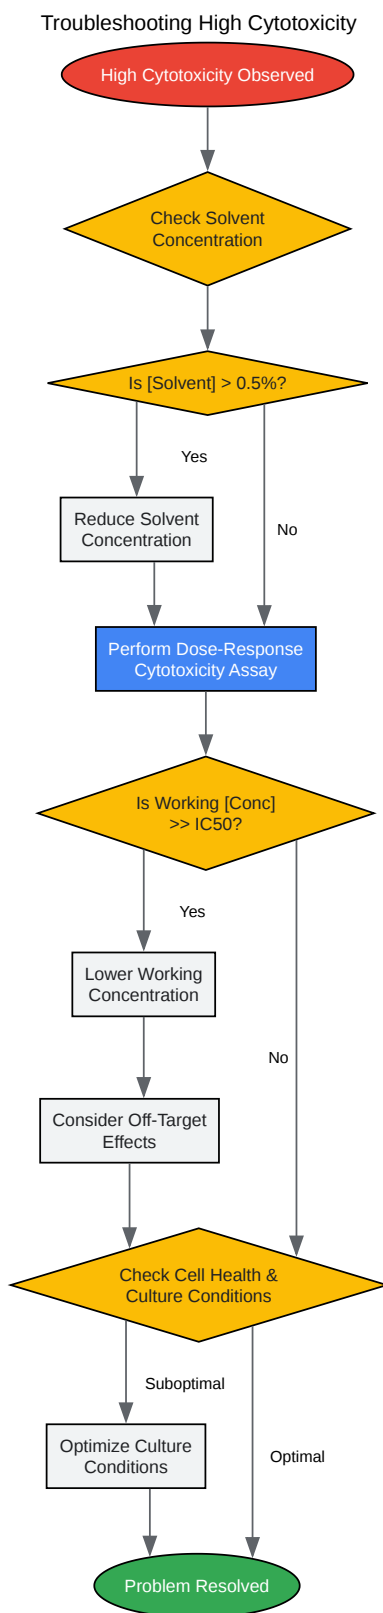 Troubleshooting High Cytotoxicity
High Cytotoxicity Observed
Check Solvent
Concentration
Is [Solvent] > 0.5%?
Yes
Reduce Solvent
Concentration
No
Perform Dose-Response
Cytotoxicity Assay
Is Working [Conc]
>> IC50?
Yes
Lower Working
Concentration
No
Consider Off-Target
Effects
Check Cell Health &
Culture Conditions
Suboptimal
Optimize Culture
Conditions
Optimal
Problem Resolved